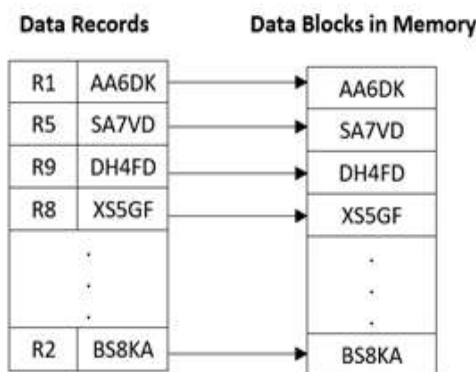 Data Records Data Blocks in Memory
R1 AA6DK AA6DK
R5 SA7VD SA7VD
R9 DH4FD DH4FD
R8 XS5GF XS5GF
. .
. .
. .
R2 BS8KA BS8KA